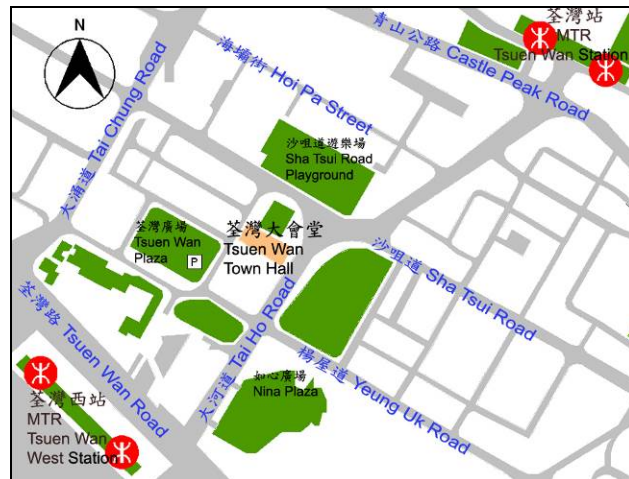 N
荃灣站
MTR
Tsuen Wan Station
青山公路 Castle Peak Road
海壩街 Hoi Pa Street
大涌道 Tai Chung Road
沙咀道遊樂場
Sha Tsui Road
Playground
荃灣廣場
Tsuen Wan
Plaza
P
荃灣大會堂
Tsuen Wan
Town Hall
沙咀道 Sha Tsui Road
荃灣路 Tsuen Wan Road
大河道 Tai Ho Road
楊屋道 Yeung Uk Road
如心廣場
Nina Plaza
荃灣西站
MTR
Tsuen Wan
West Station